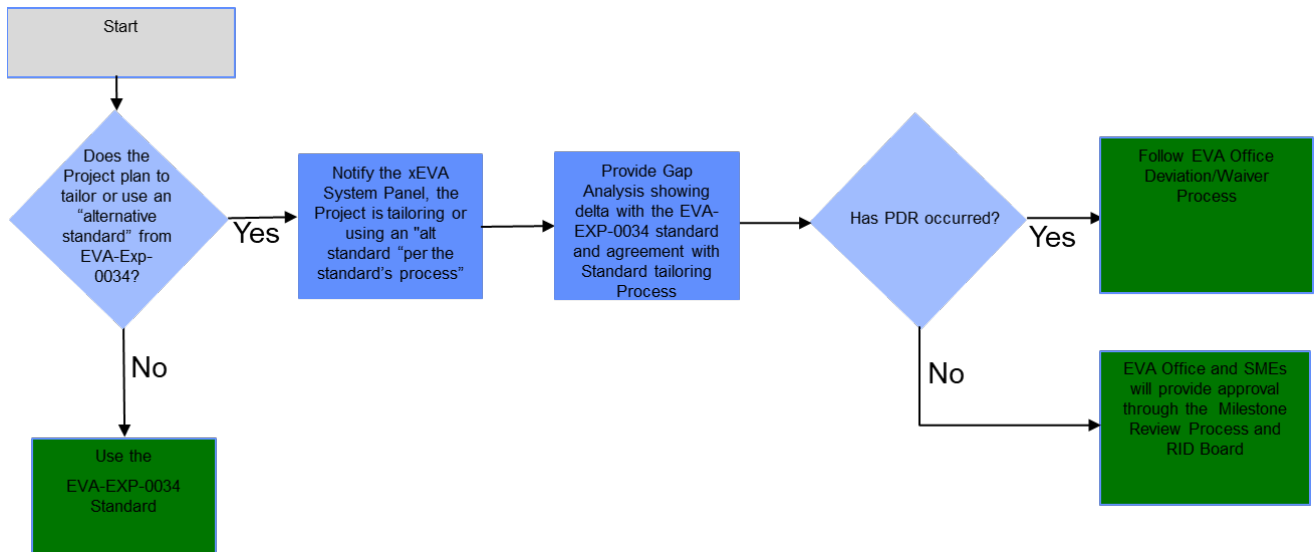 Start
Does the
Project plan to
tailor or use an
“alternative
standard” from
EVA-Exp-
0034?
Yes
No
Use the
EVA-EXP-0034
Standard
Notify the xEVA
System Panel, the
Project is tailoring or
using an "alt
standard “per the
standard’s process”
Provide Gap
Analysis showing
delta with the EVA-
EXP-0034 standard
and agreement with
Standard tailoring
Process
Has PDR occurred?
Yes
No
Follow EVA Office
Deviation/Waiver
Process
EVA Office and SMEs
will provide approval
through the Milestone
Review Process and
RID Board